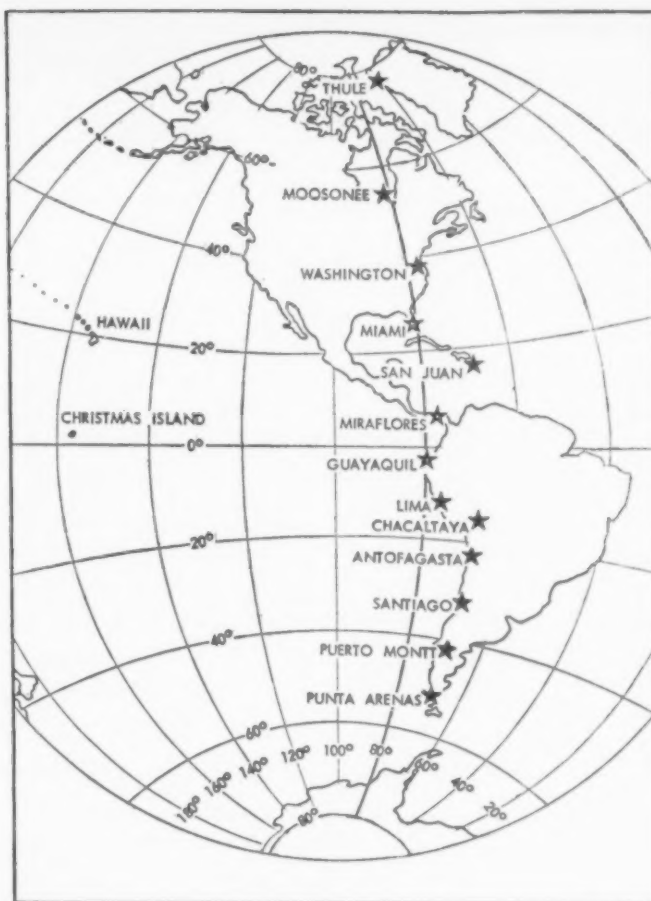 80°
THULE
60°
MOOSONEE
40°
WASHINGTON
HAWAII
MIAMI
20°
SAN JUAN
CHRISTMAS ISLAND
MIRAFLORES
0°
GUAYAQUIL
LIMA
CHACALTAYA
20°
ANTOFAGASTA
SANTIAGO
40°
PUERTO MONTT
PUNTA ARENAS
60°
180° 160° 140° 120° 100° 80° 60° 40° 20°
80°